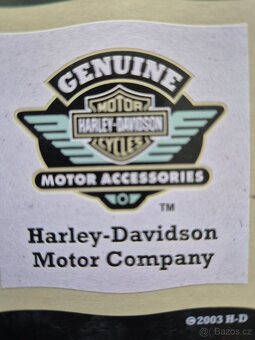 GENUINE
MOTOR
HARLEY-DAVIDSON
CYCLES
MOTOR ACCESSORIES
TM
Harley-Davidson
Motor Company
©2003 H-D
Bazos.cz